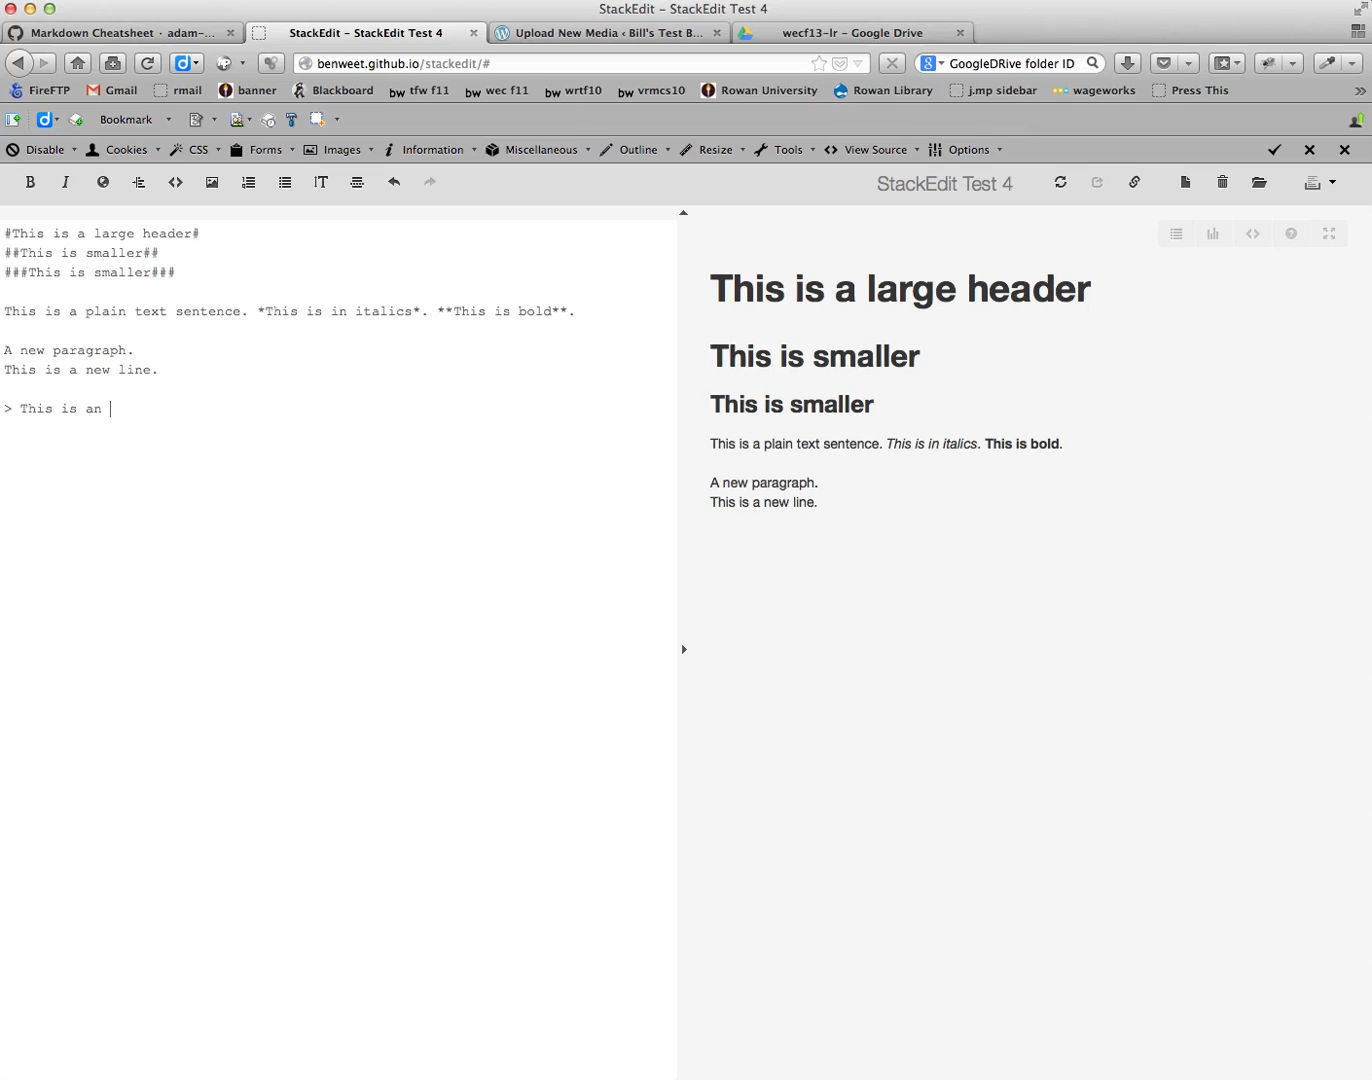 StackEdit – StackEdit Test 4
Markdown Cheatsheet · adam-... StackEdit – StackEdit Test 4 Upload New Media ‹ Bill's Test B... wecf13-lr – Google Drive
benweet.github.io/stackedit/# GoogleDRive folder ID
FireFTP Gmail rmail banner Blackboard bw tfw f11 bw wec f11 bw wrtf10 bw vrmcs10 Rowan University Rowan Library j.mp sidebar wageworks Press This
Bookmark
Disable Cookies CSS Forms Images Information Miscellaneous Outline Resize Tools View Source Options
StackEdit Test 4
#This is a large header#
##This is smaller##
###This is smaller###
This is a plain text sentence. *This is in italics*. **This is bold**.
A new paragraph.
This is a new line.
> This is an
This is a large header
This is smaller
This is smaller
This is a plain text sentence. This is in italics. This is bold.
A new paragraph.
This is a new line.